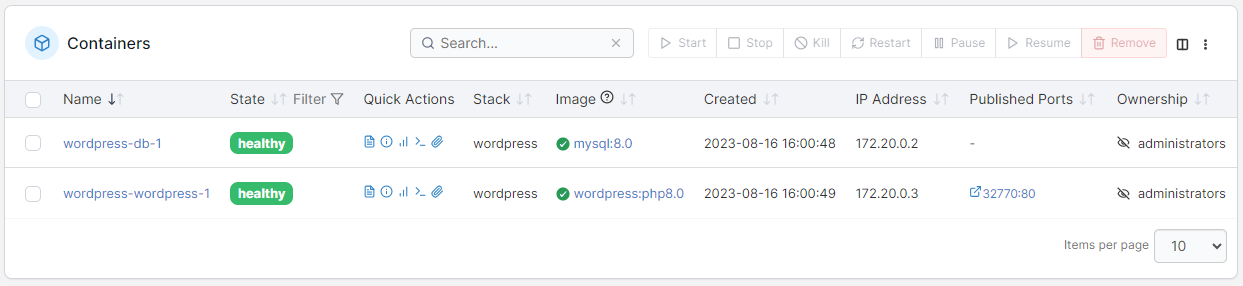 Containers Search... Start Stop Kill Restart Pause Resume Remove
Name State Filter Quick Actions Stack Image Created IP Address Published Ports Ownership
wordpress-db-1 healthy wordpress mysql:8.0 2023-08-16 16:00:48 172.20.0.2 - administrators
wordpress-wordpress-1 healthy wordpress wordpress:php8.0 2023-08-16 16:00:49 172.20.0.3 32770:80 administrators
Items per page 10